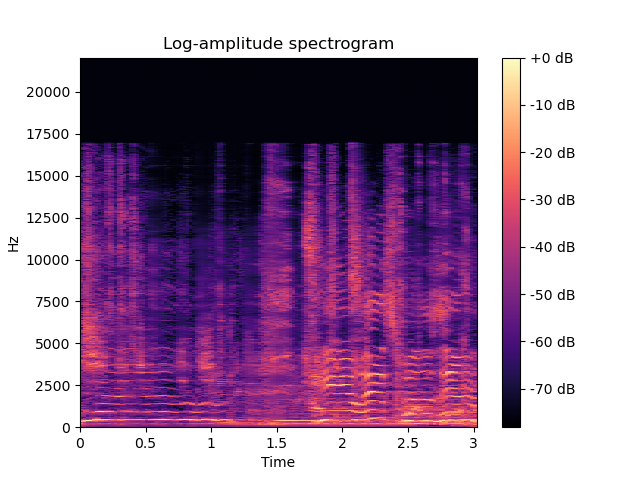 Log-amplitude spectrogram
Hz
20000
17500
15000
12500
10000
7500
5000
2500
0
0 0.5 1 1.5 2 2.5 3
Time
+0 dB
-10 dB
-20 dB
-30 dB
-40 dB
-50 dB
-60 dB
-70 dB